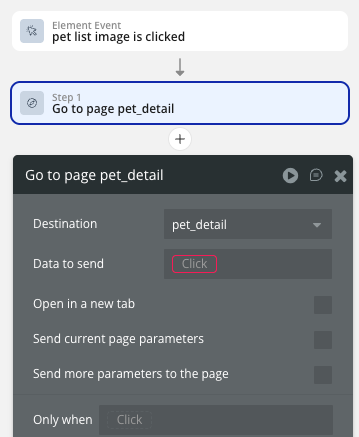 Element Event
pet list image is clicked
Step 1
Go to page pet_detail
Go to page pet_detail
Destination
pet_detail
Data to send
Click
Open in a new tab
Send current page parameters
Send more parameters to the page
Only when
Click